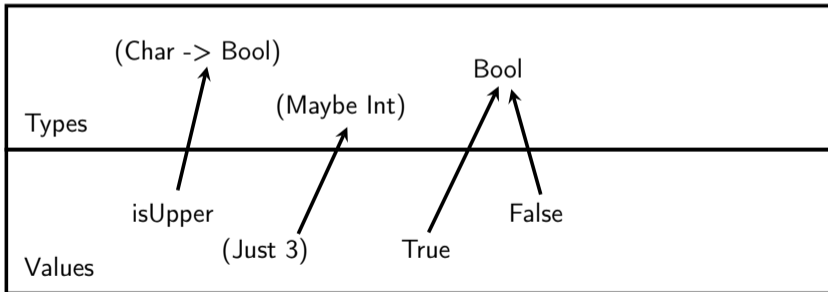 (Char -> Bool)
Bool
(Maybe Int)
Types
isUpper
False
(Just 3)
True
Values